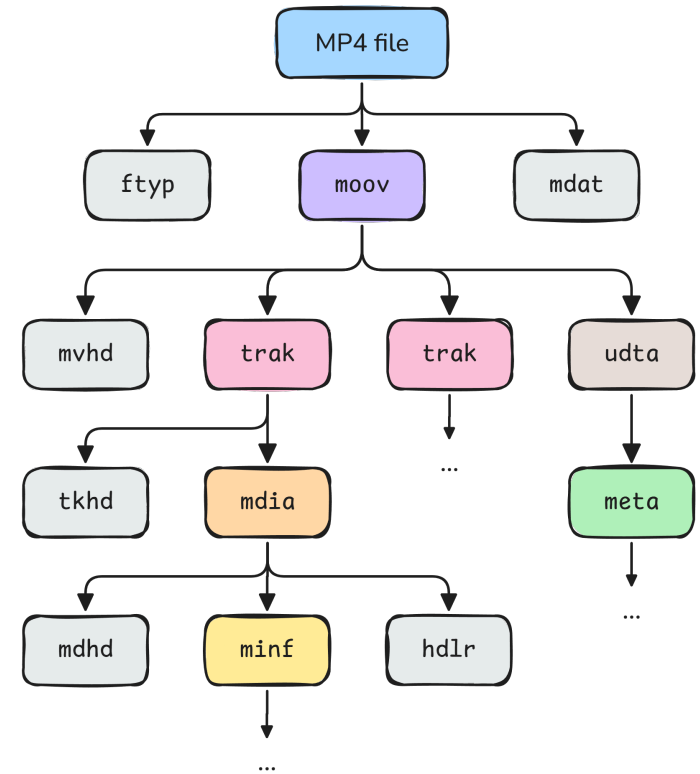 MP4 file
ftyp
moov
mdat
mvhd
trak
trak
udta
tkhd
mdia
...
meta
mdhd
minf
hdlr
...
...